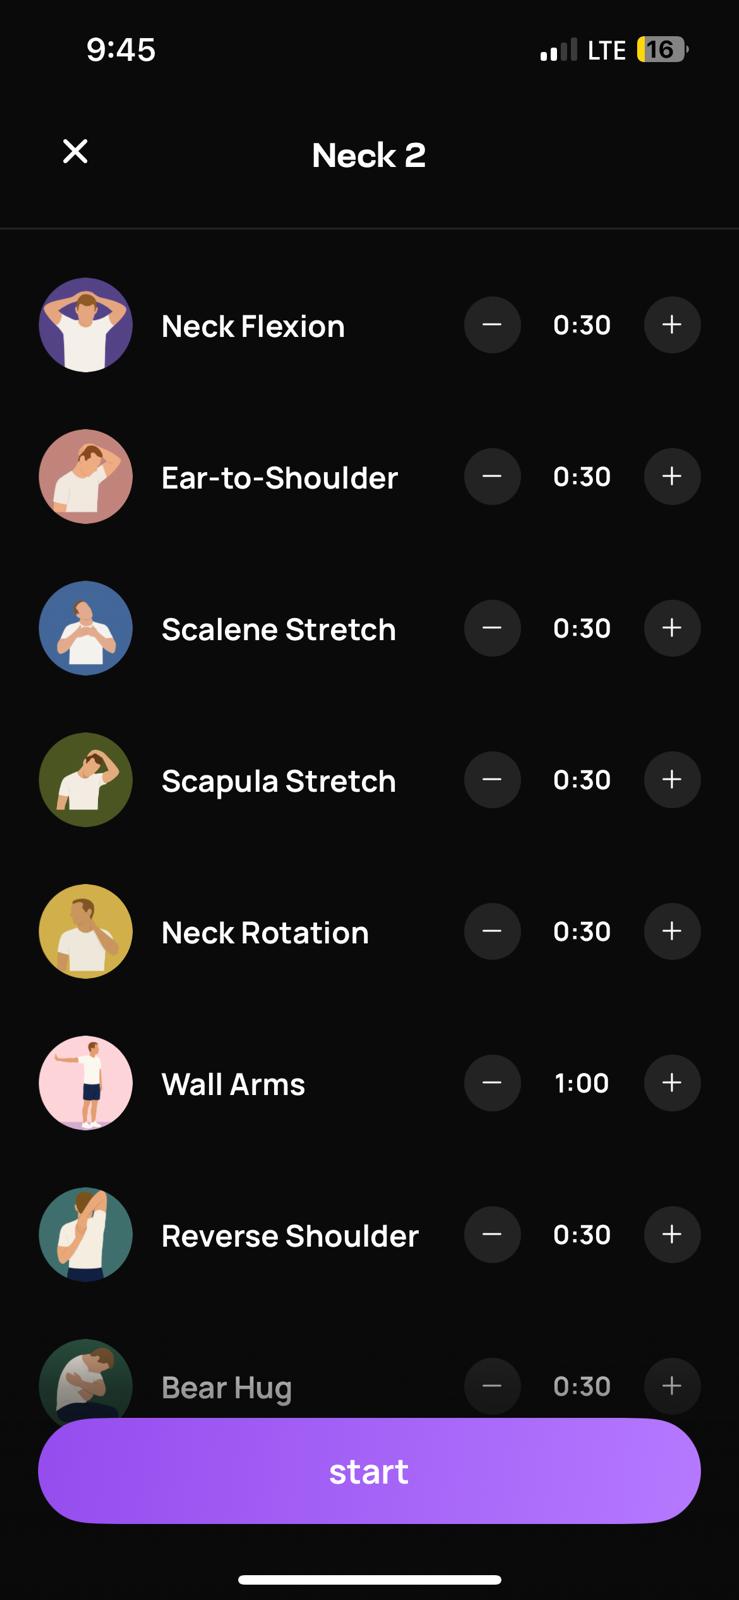 9:45 LTE 16
Neck 2
Neck Flexion 0:30
Ear-to-Shoulder 0:30
Scalene Stretch 0:30
Scapula Stretch 0:30
Neck Rotation 0:30
Wall Arms 1:00
Reverse Shoulder 0:30
Bear Hug 0:30
start